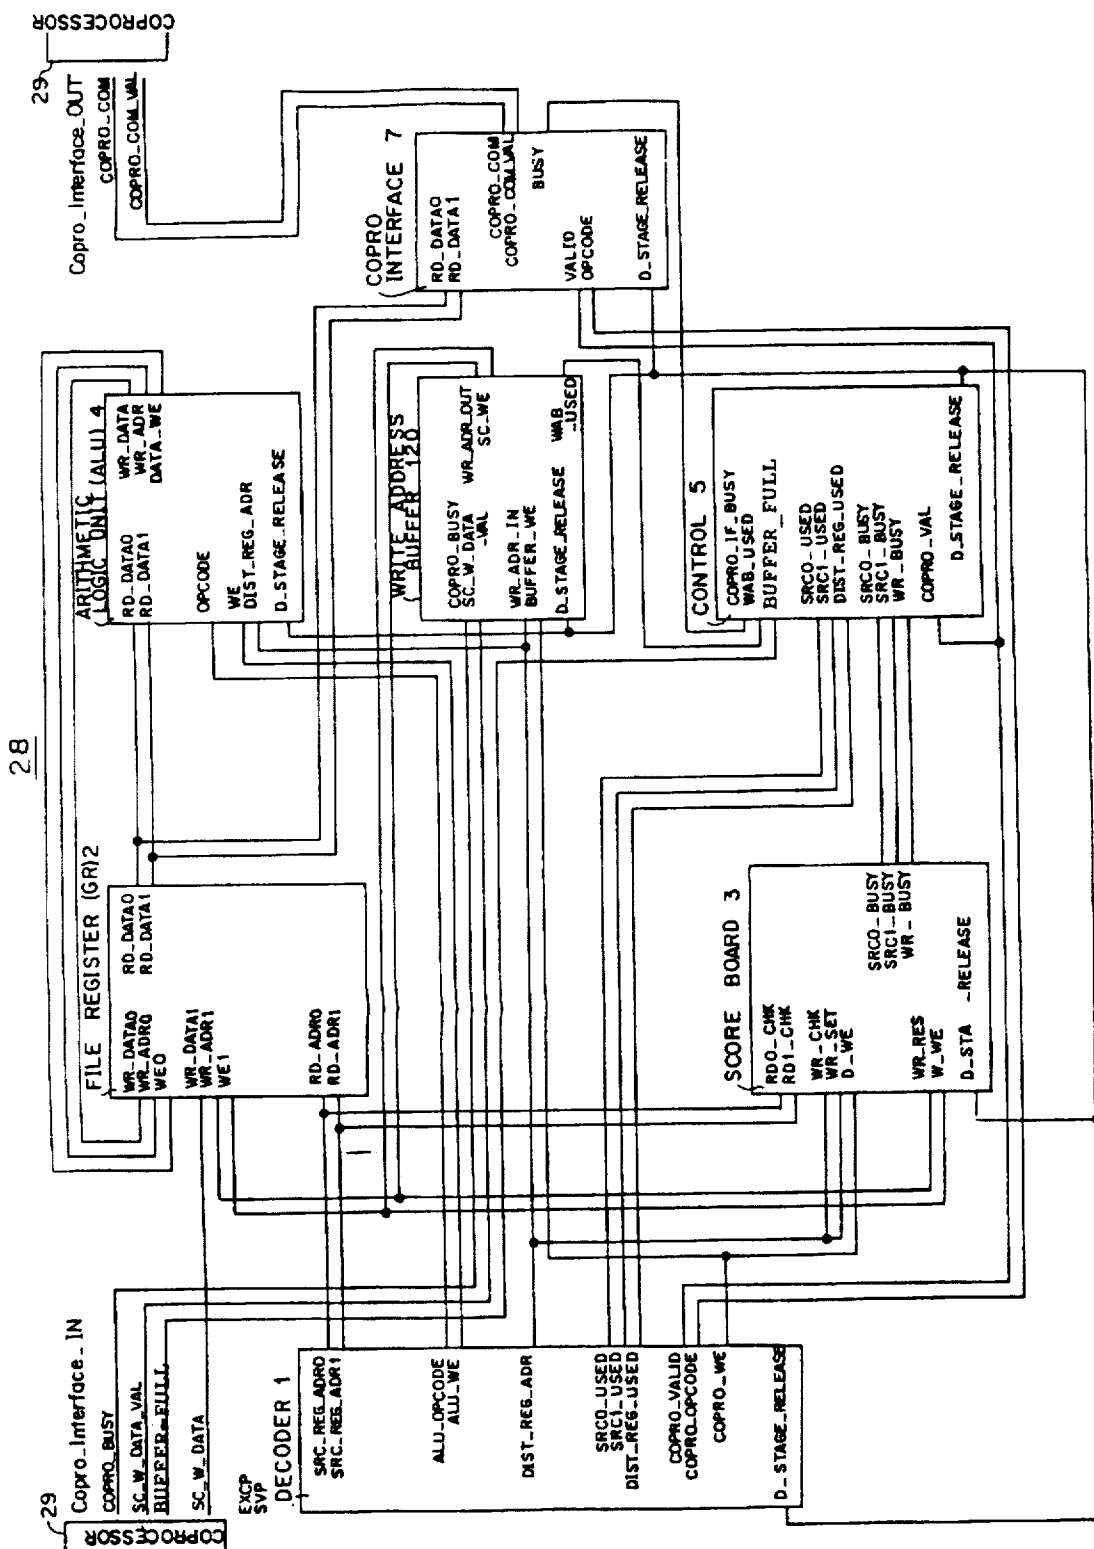 28
29
COPROCESSOR
Copro_Interface_IN
COPRO_BUSY
SC_W_DATA_VAL
BUFFER_FULL
SC_W_DATA
EXCP
SVP
DECODER 1
SRC_REG_ADR0
SRC_REG_ADR1
ALU_OPCODE
ALU_WE
DIST_REG_ADR
SRC0_USED
SRC1_USED
DIST_REG_USED
COPRO_VALID
COPRO_OPCODE
COPRO_WE
D_STAGE_RELEASE
FILE REGISTER (GR)2
WR_DATA0
WR_ADR0
WE0
WR_DATA1
WR_ADR1
WE1
RD_ADR0
RD_ADR1
RD_DATA0
RD_DATA1
SCORE BOARD 3
RD0_CHK
RD1_CHK
WR_CHK
WR_SET
D_WE
WR_RES
W_WE
D_STA _RELEASE
SRC0_BUSY
SRC1_BUSY
WR_BUSY
ARITHMETIC
LOGIC UNIT (ALU) 4
RD_DATA0
RD_DATA1
OPCODE
WE
DIST_REG_ADR
D_STAGE_RELEASE
WR_DATA
WR_ADR
DATA_WE
WRITE ADDRESS
BUFFER 120
COPRO_BUSY
SC_W_DATA
_VAL
WR_ADR_IN
BUFFER_WE
D_STAGE_RELEASE
WR_ADR_OUT
SC_WE
WAB
_USED
CONTROL 5
COPRO_IF_BUSY
WAB_USED
BUFFER_FULL
SRC0_USED
SRC1_USED
DIST-REG_USED
SRC0_BUSY
SRC1_BUSY
WR_BUSY
COPRO_VAL
D_STAGE_RELEASE
COPRO
INTERFACE 7
RD_DATA0
RD_DATA1
COPRO_COM
COPRO_COM_VAL
BUSY
VALID
OPCODE
D_STAGE_RELEASE
Copro_Interface_OUT
COPRO_COM
COPRO_COM_VAL
29
COPROCESSOR